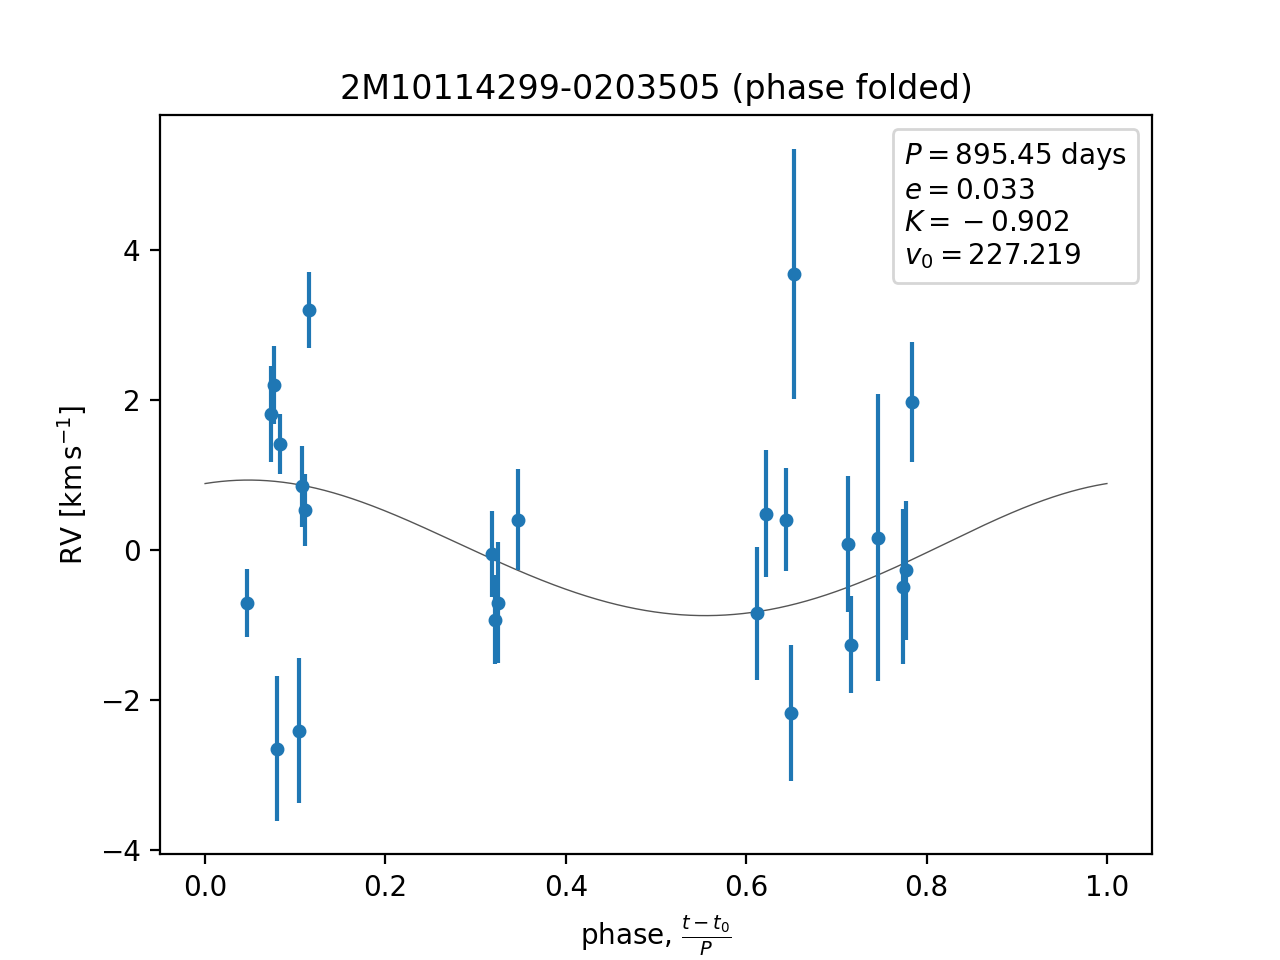 2M10114299-0203505 (phase folded)
P = 895.45 days
e = 0.033
K = −0.902
v₀ = 227.219
4
2
0
−2
−4
RV [km s⁻¹]
0.0 0.2 0.4 0.6 0.8 1.0
phase, (t − t₀)/P